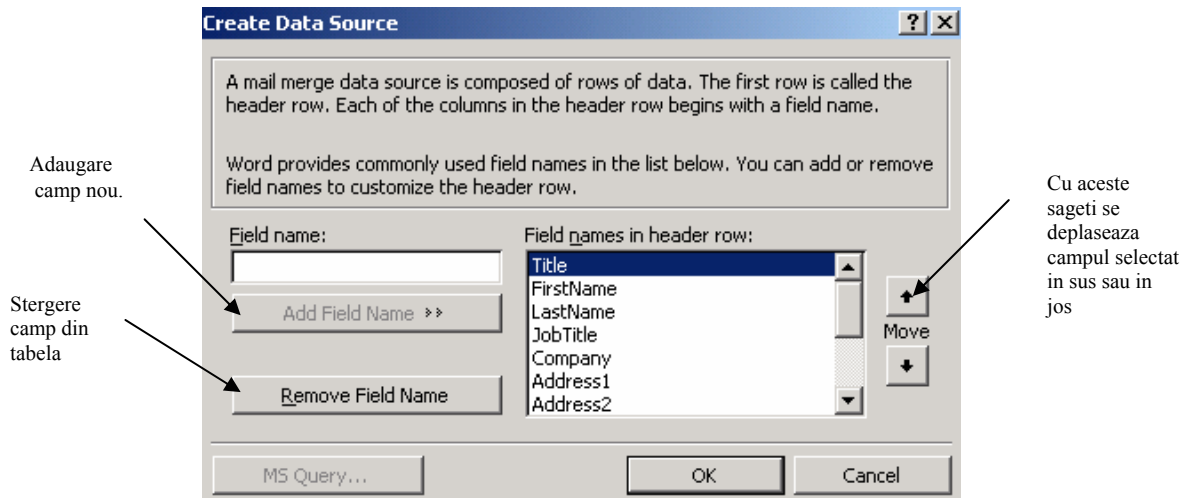 Create Data Source
A mail merge data source is composed of rows of data. The first row is called the
header row. Each of the columns in the header row begins with a field name.
Word provides commonly used field names in the list below. You can add or remove
field names to customize the header row.
Adaugare
camp nou.
Stergere
camp din
tabela
Field name:
Add Field Name
Remove Field Name
Field names in header row:
Title
FirstName
LastName
JobTitle
Company
Address1
Address2
Move
Cu aceste
sageti se
deplaseaza
campul selectat
in sus sau in
jos
MS Query...
OK
Cancel